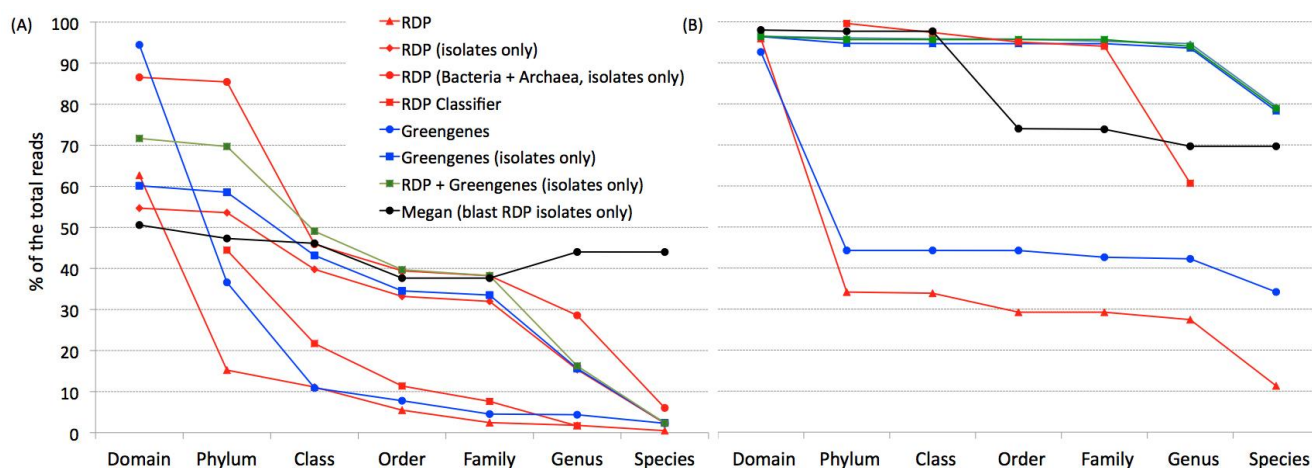 (A)
% of the total reads
100
90
80
70
60
50
40
30
20
10
0
Domain Phylum Class Order Family Genus Species
RDP
RDP (isolates only)
RDP (Bacteria + Archaea, isolates only)
RDP Classifier
Greengenes
Greengenes (isolates only)
RDP + Greengenes (isolates only)
Megan (blast RDP isolates only)
(B)
Domain Phylum Class Order Family Genus Species